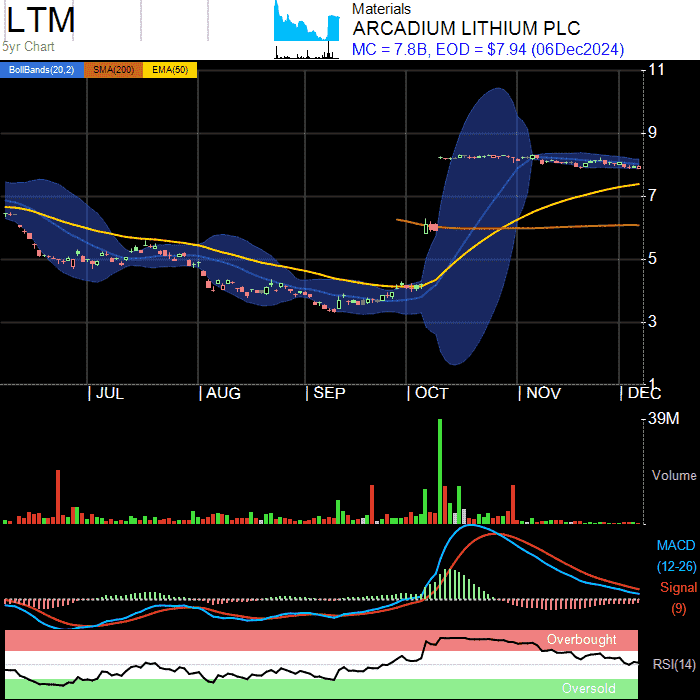 LTM
5yr Chart
Materials
ARCADIUM LITHIUM PLC
MC = 7.8B, EOD = $7.94 (06Dec2024)
BollBands(20,2) SMA(200) EMA(50)
11
9
7
5
3
1
JUL AUG SEP OCT NOV DEC
39M
Volume
MACD
(12-26)
Signal
(9)
Overbought
RSI(14)
Oversold